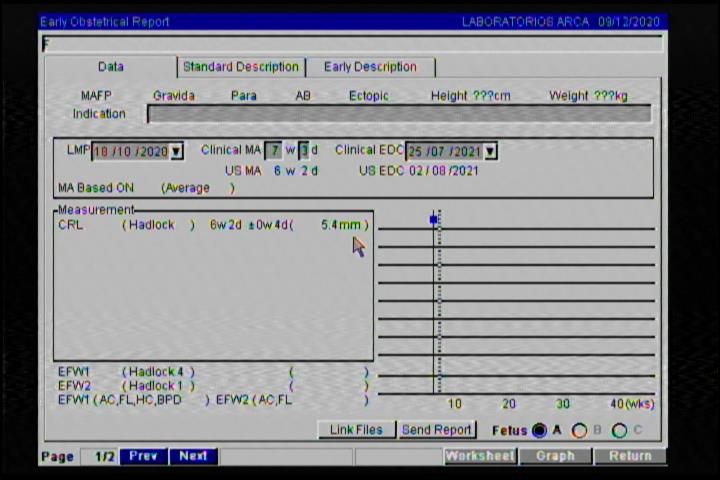 Early Obstetrical Report LABORATORIOS ARCA 09/12/2020
F
Data Standard Description Early Description
MAFP Gravida Para AB Ectopic Height ???cm Weight ???kg
Indication
LMP 18 /10 /2020 Clinical MA 7 w 3 d Clinical EDC 25 /07 /2021
US MA 6 w 2 d US EDC 02 / 08 /2021
MA Based ON (Average )
Measurement
CRL (Hadlock ) 6w2d ±0w4d( 5.4mm)
EFW1 (Hadlock 4 ) ( )
EFW2 (Hadlock 1 ) ( )
EFW1 (AC,FL,HC,BPD ) EFW2 (AC,FL )
10 20 30 40(wks)
Link Files Send Report Fetus A B C
Page 1/2 Prev Next Worksheet Graph Return